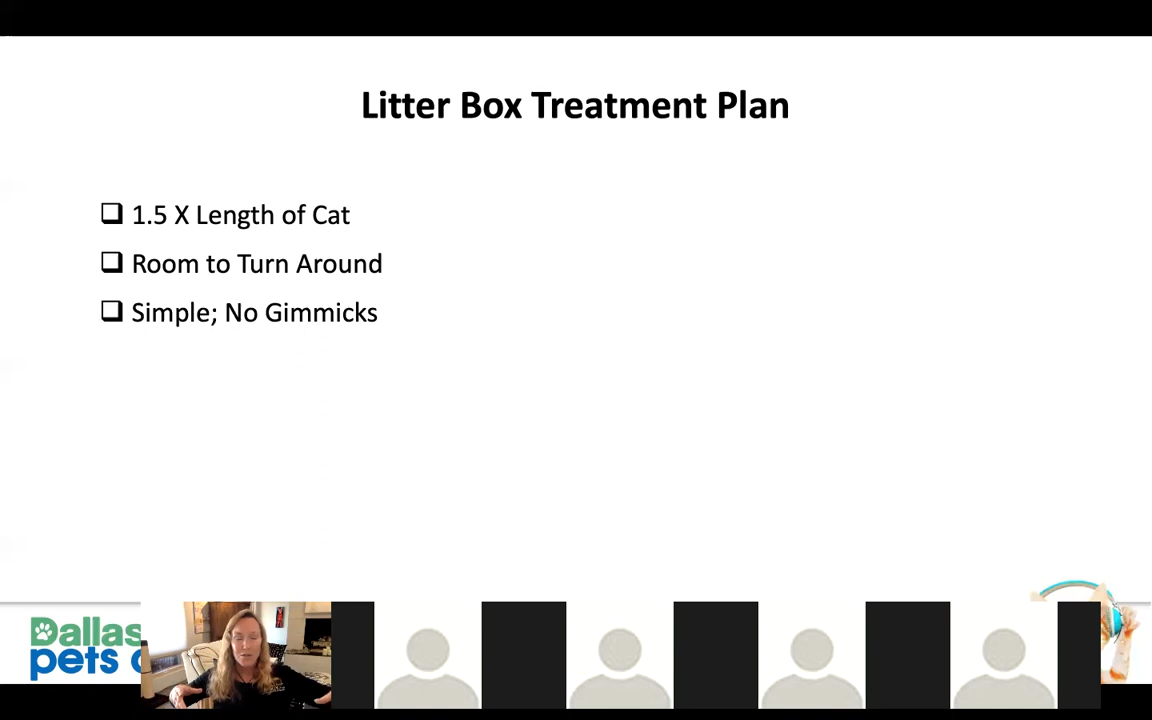 Litter Box Treatment Plan
1.5 X Length of Cat
Room to Turn Around
Simple; No Gimmicks
Dallas
pets